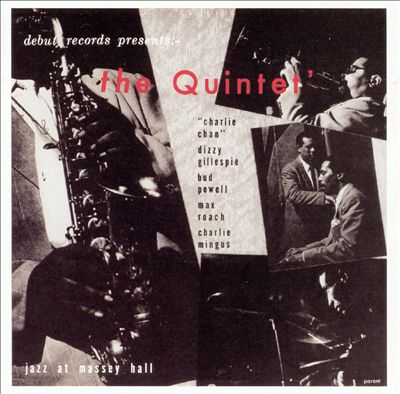 debut records presents:-
'the Quintet'
"charlie
chan"
dizzy
gillespie
bud
powell
max
roach
charlie
mingus
jazz at massey hall
parent